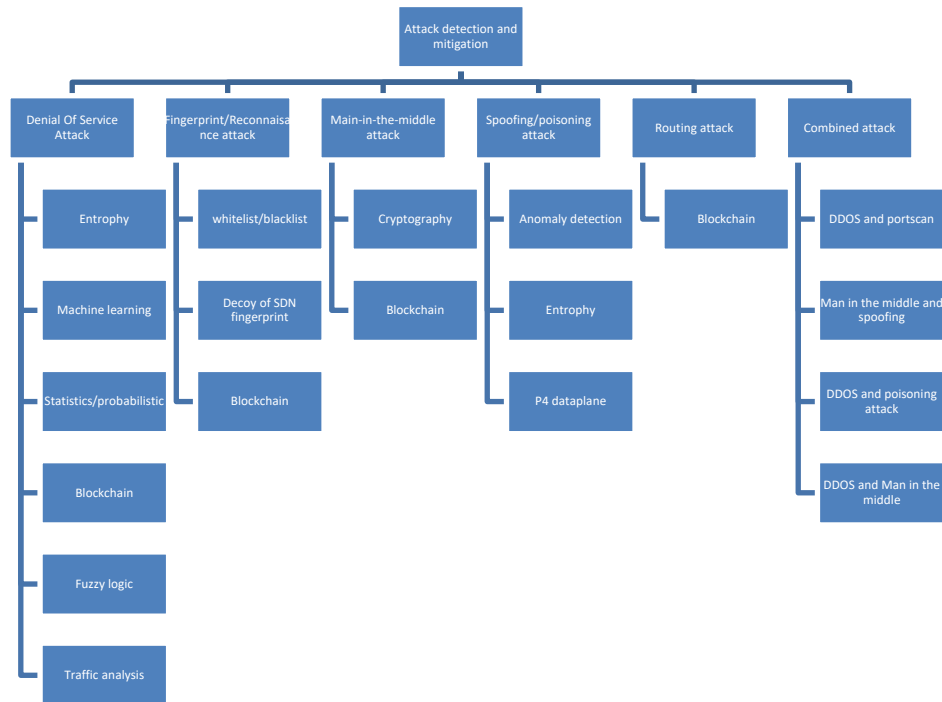 Attack detection and
mitigation
Denial Of Service
Attack
Fingerprint/Reconnaisa
nce attack
Main-in-the-middle
attack
Spoofing/poisoning
attack
Routing attack
Combined attack
Entrophy
whitelist/blacklist
Cryptography
Anomaly detection
Blockchain
DDOS and portscan
Machine learning
Decoy of SDN
fingerprint
Blockchain
Entrophy
Man in the middle and
spoofing
Statistics/probabilistic
Blockchain
P4 dataplane
DDOS and poisoning
attack
Blockchain
DDOS and Man in the
middle
Fuzzy logic
Traffic analysis